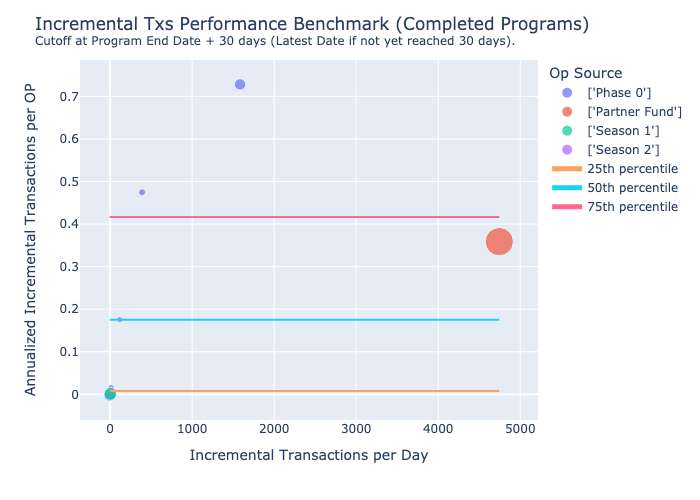 Incremental Txs Performance Benchmark (Completed Programs)
Cutoff at Program End Date + 30 days (Latest Date if not yet reached 30 days).
Op Source
['Phase 0']
['Partner Fund']
['Season 1']
['Season 2']
25th percentile
50th percentile
75th percentile
Annualized Incremental Transactions per OP
0.7
0.6
0.5
0.4
0.3
0.2
0.1
0
0
1000
2000
3000
4000
5000
Incremental Transactions per Day